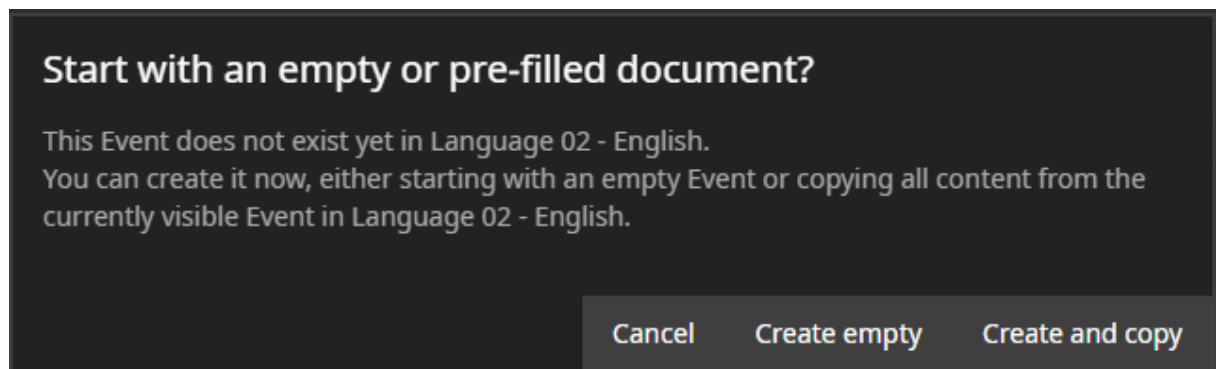 Start with an empty or pre-filled document?
This Event does not exist yet in Language 02 - English.
You can create it now, either starting with an empty Event or copying all content from the
currently visible Event in Language 02 - English.
Cancel Create empty Create and copy